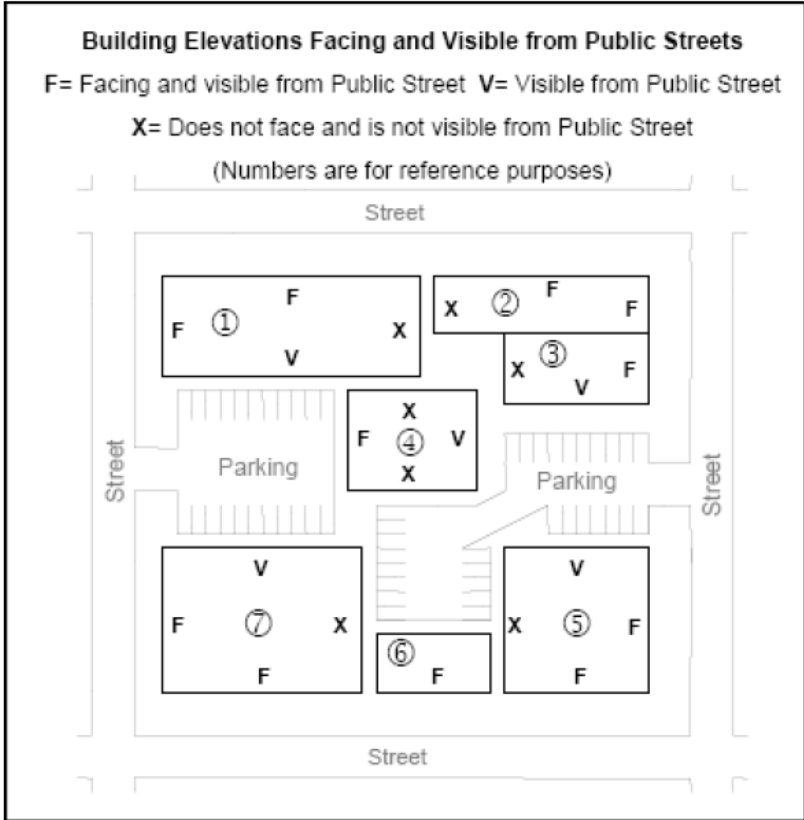 Building Elevations Facing and Visible from Public Streets
F= Facing and visible from Public Street V= Visible from Public Street
X= Does not face and is not visible from Public Street
(Numbers are for reference purposes)
Street
F
F ① X
V
F
X ② F
③
X F
V
X
F ④ V
X
Street
Parking
Parking
Street
V
F ⑦ X
F
⑥
F
V
X ⑤ F
F
Street